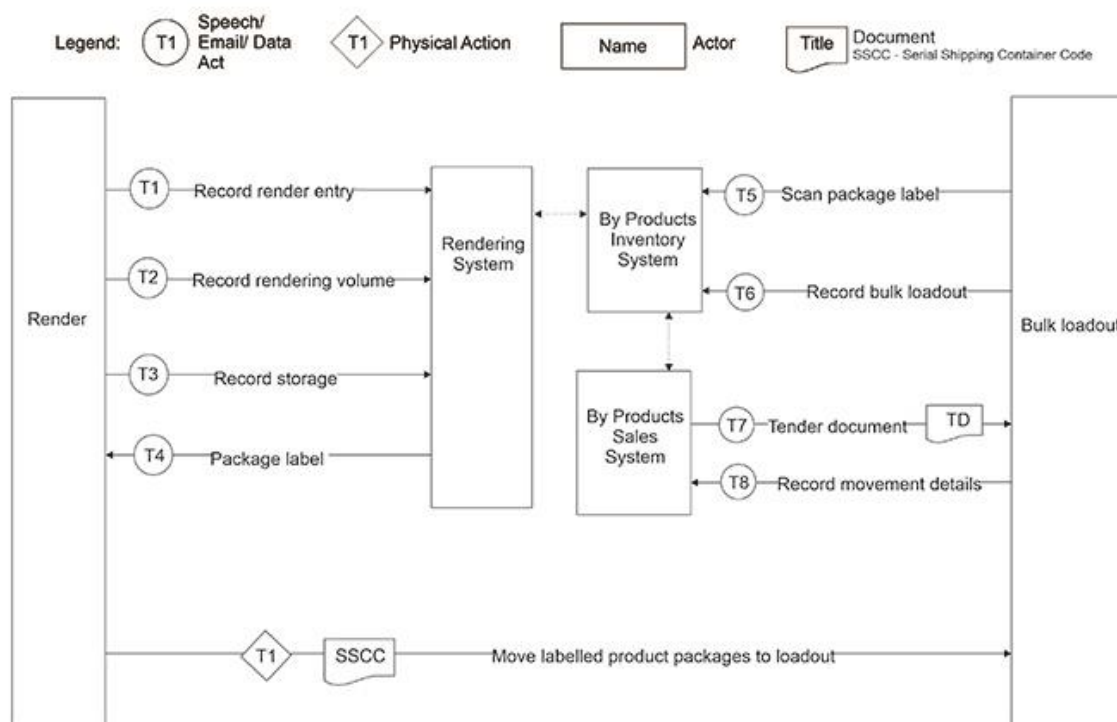 Legend:
T1
Speech/
Email/ Data
Act
T1
Physical Action
Name
Actor
Title
Document
SSCC - Serial Shipping Container Code
Render
T1
Record render entry
T2
Record rendering volume
T3
Record storage
T4
Package label
Rendering
System
By Products
Inventory
System
By Products
Sales
System
T5
Scan package label
T6
Record bulk loadout
T7
Tender document
TD
T8
Record movement details
Bulk loadout
T1
SSCC
Move labelled product packages to loadout